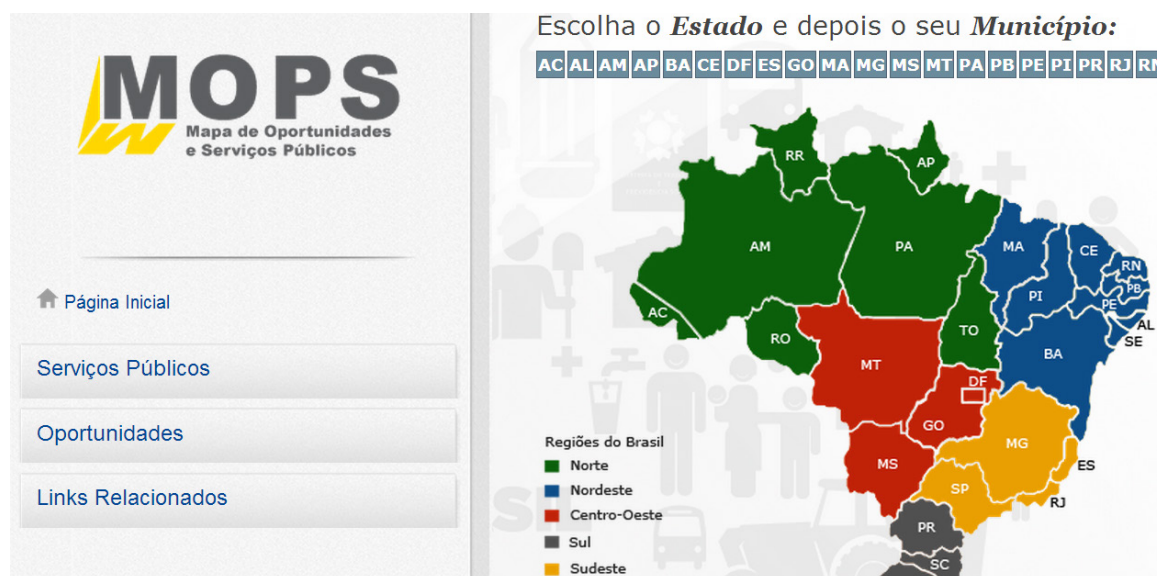 MOPS
Mapa de Oportunidades
e Serviços Públicos
Página Inicial
Serviços Públicos
Oportunidades
Links Relacionados
Escolha o Estado e depois o seu Município:
AC AL AM AP BA CE DF ES GO MA MG MS MT PA PB PE PI PR RJ RN
RR
AP
AM
PA
MA
CE
RN
PB
PI
PE
AC
AL
TO
SE
RO
BA
MT
DF
GO
MG
MS
ES
SP
RJ
PR
SC
Regiões do Brasil
Norte
Nordeste
Centro-Oeste
Sul
Sudeste